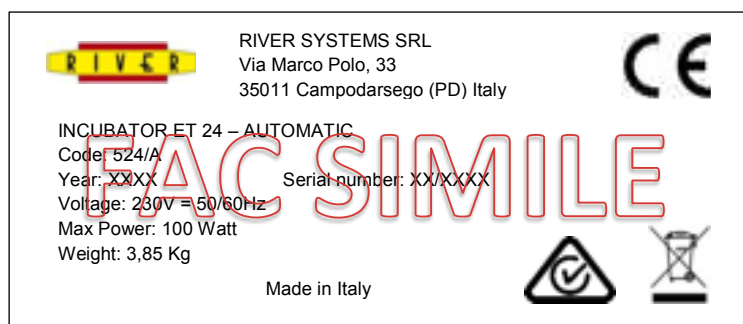 RIVER
RIVER SYSTEMS SRL
Via Marco Polo, 33
35011 Campodarsego (PD) Italy
CE
INCUBATOR ET 24 – AUTOMATIC
Code: 524/A
Year: XXXX Serial number: XX/XXXX
Voltage: 230V = 50/60Hz
Max Power: 100 Watt
Weight: 3,85 Kg
FAC SIMILE
Made in Italy